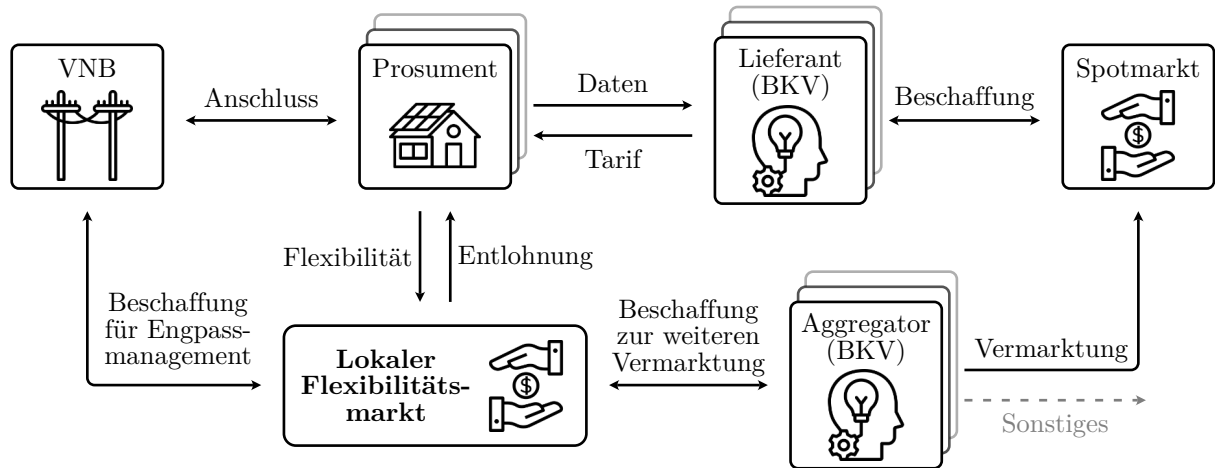 VNB
Anschluss
Prosument
Daten
Tarif
Lieferant
(BKV)
Beschaffung
Spotmarkt
$
Flexibilität
Entlohnung
Beschaffung
für Engpass-
management
Lokaler
Flexibilitäts-
markt
$
Beschaffung
zur weiteren
Vermarktung
Aggregator
(BKV)
Vermarktung
Sonstiges